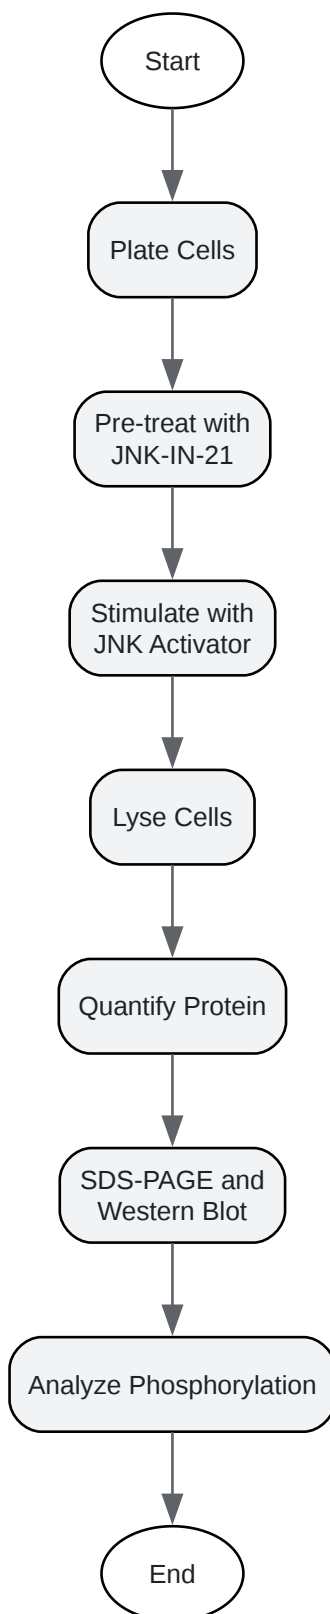 Start
Plate Cells
Pre-treat with
JNK-IN-21
Stimulate with
JNK Activator
Lyse Cells
Quantify Protein
SDS-PAGE and
Western Blot
Analyze Phosphorylation
End